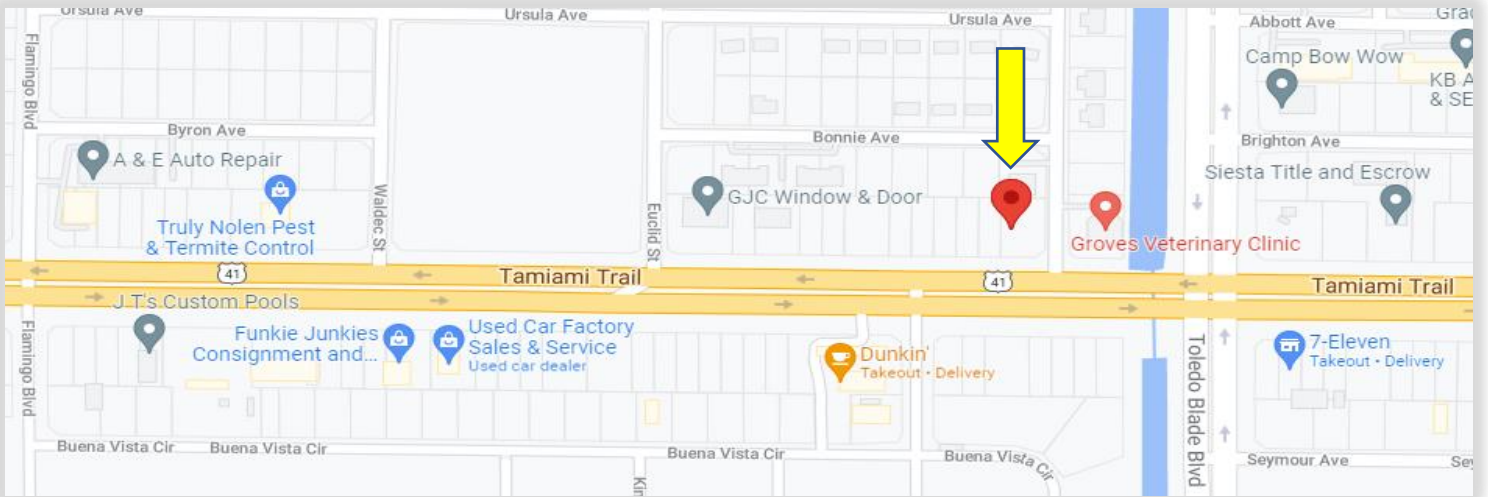 Ursula Ave
Ursula Ave
Ursula Ave
Abbott Ave
Flamingo Blvd
Camp Bow Wow
KB A
& SE
Byron Ave
Bonnie Ave
Brighton Ave
A & E Auto Repair
Siesta Title and Escrow
Waldec St
Truly Nolen Pest
& Termite Control
Euclid St
GJC Window & Door
Groves Veterinary Clinic
41
Tamiami Trail
41
Tamiami Trail
J.T's Custom Pools
Flamingo Blvd
Funkie Junkies
Consignment and...
Used Car Factory
Sales & Service
Used car dealer
Dunkin'
Takeout • Delivery
Toledo Blade Blvd
7-Eleven
Takeout • Delivery
Buena Vista Cir
Buena Vista Cir
Buena Vista Cir
Buena Vista Cir
Seymour Ave